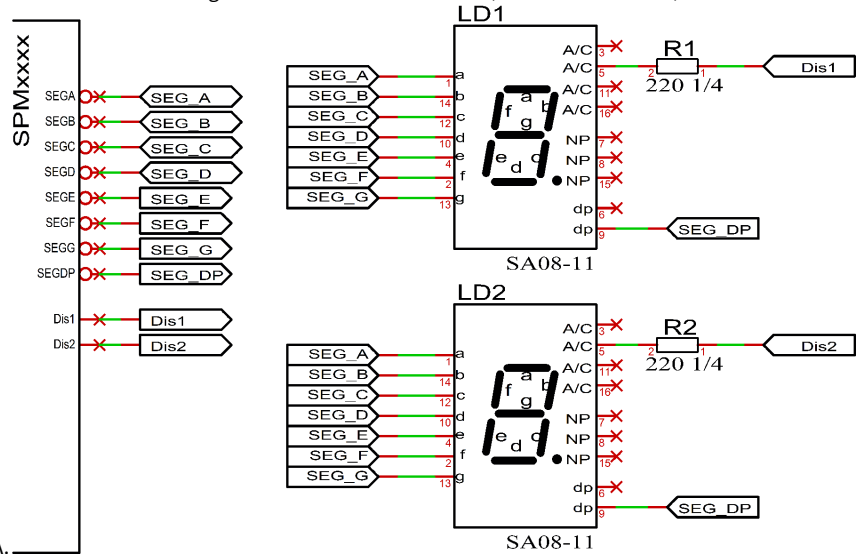 SPMxxxx
SEGA SEG_A
SEGB SEG_B
SEGC SEG_C
SEGD SEG_D
SEGE SEG_E
SEGF SEG_F
SEGG SEG_G
SEGDP SEG_DP
Dis1 Dis1
Dis2 Dis2
LD1
SEG_A 1 a
SEG_B 14 b
SEG_C 12 c
SEG_D 10 d
SEG_E 4 e
SEG_F 2 f
SEG_G 13 g
a
f b
g
e d c
A/C 3
A/C 5 2 R1 1 Dis1
220 1/4
A/C 11
A/C 16
NP 7
NP 8
NP 15
dp 6
dp 9 SEG_DP
SA08-11
LD2
SEG_A 1 a
SEG_B 14 b
SEG_C 12 c
SEG_D 10 d
SEG_E 4 e
SEG_F 2 f
SEG_G 13 g
a
f b
g
e d c
A/C 3
A/C 5 2 R2 1 Dis2
220 1/4
A/C 11
A/C 16
NP 7
NP 8
NP 15
dp 6
dp 9 SEG_DP
SA08-11